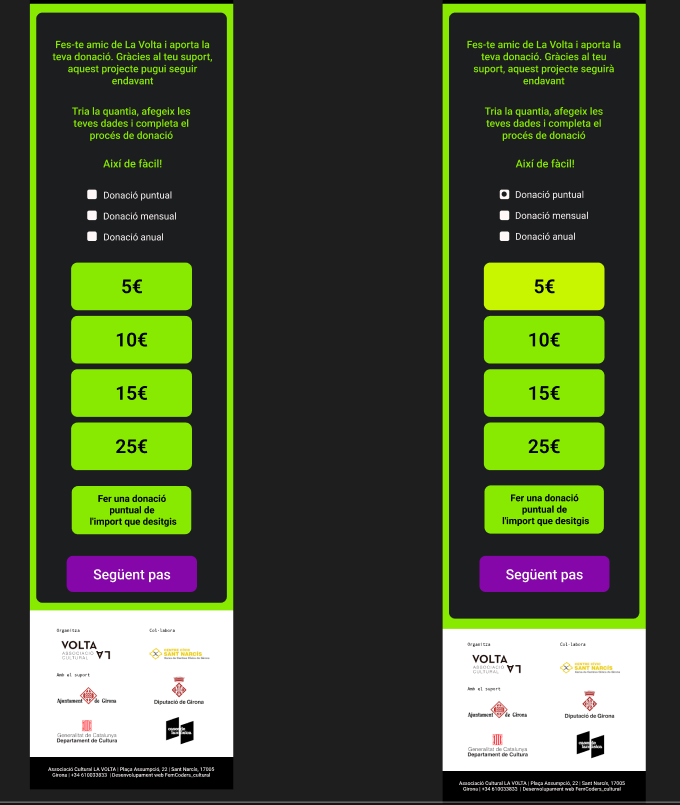 Fes-te amic de La Volta i aporta la
teva donació. Gràcies al teu suport,
aquest projecte pugui seguir
endavant
Tria la quantia, afegeix les
teves dades i completa el
procés de donació
Així de fàcil!
Donació puntual
Donació mensual
Donació anual
5€
10€
15€
25€
Fer una donació
puntual de
l'import que desitgis
Següent pas
Organitza
Col·labora
VOLTA
LA
ASSOCIACIÓ
CULTURAL
CENTRE CÍVIC
SANT NARCÍS
Amb el suport
Ajuntament de Girona
Diputació de Girona
Generalitat de Catalunya
Departament de Cultura
Associació Cultural LA VOLTA | Plaça Assumpció, 22 | Sant Narcís, 17005
Girona | +34 610033833 | Desenvolupament web FemCoders_cultural
Fes-te amic de La Volta i aporta la
teva donació. Gràcies al teu
suport, aquest projecte seguirà
endavant
Tria la quantia, afegeix les
teves dades i completa el
procés de donació
Així de fàcil!
Donació puntual
Donació mensual
Donació anual
5€
10€
15€
25€
Fer una donació
puntual de
l'import que desitgis
Següent pas
Organitza
Col·labora
VOLTA
LA
ASSOCIACIÓ
CULTURAL
CENTRE CÍVIC
SANT NARCÍS
Amb el suport
Ajuntament de Girona
Diputació de Girona
Generalitat de Catalunya
Departament de Cultura
Associació Cultural LA VOLTA | Plaça Assumpció, 22 | Sant Narcís, 17005
Girona | +34 610033833 | Desenvolupament web FemCoders_cultural